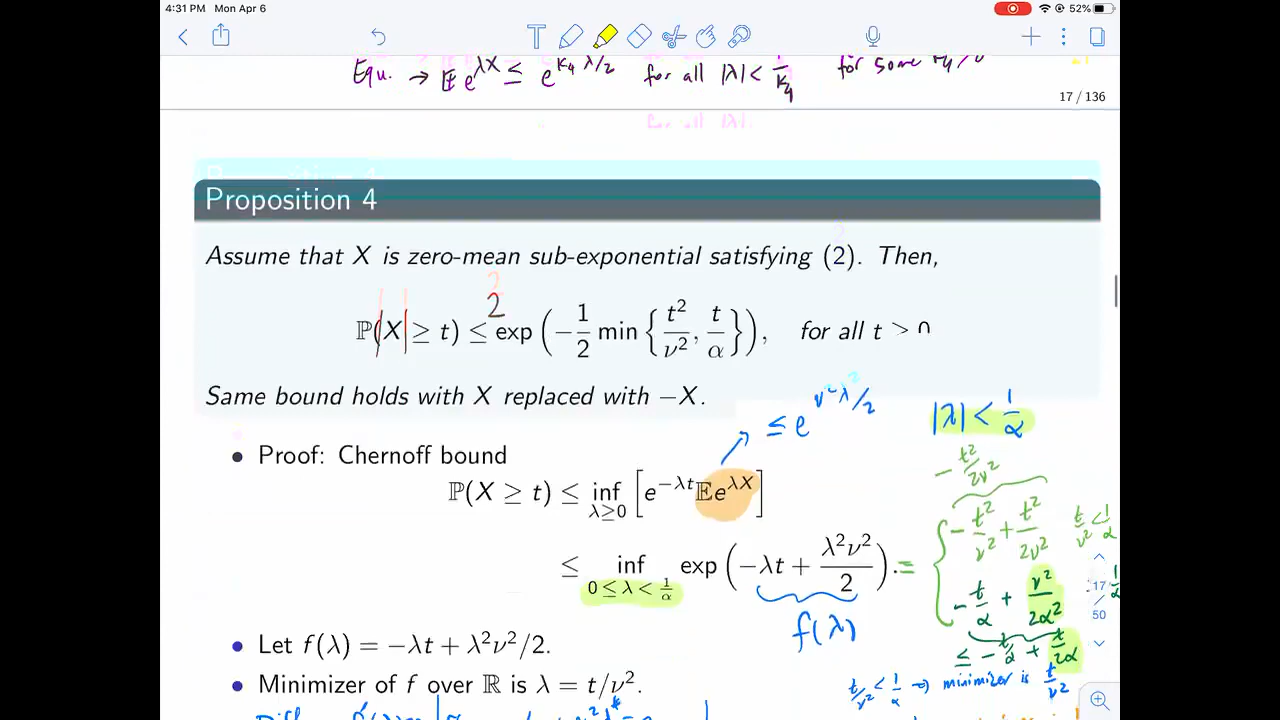 4:31 PM Mon Apr 6 52%
Equ. → 𝔼 e^{λX} ≤ e^{K₄ λ/2} for all |λ| < 1/K₄ for some
17 / 136
Proposition 4
Assume that X is zero-mean sub-exponential satisfying (2). Then,
ℙ(|X| ≥ t) ≤ 2 exp(−1/2 min{t²/ν², t/α}), for all t > 0
Same bound holds with X replaced with −X.
≤ e^{ν²λ²/2} |λ| < 1/α
• Proof: Chernoff bound
− t²/2ν²
ℙ(X ≥ t) ≤ inf_{λ≥0} [e^{−λt}𝔼e^{λX}]
− t²/ν² + t²/2ν² t/ν² < 1/α
≤ inf_{0≤λ<1/α} exp(−λt + λ²ν²/2). =
− t/α + ν²/2α²
17
/
50
f(λ)
≤ − t/α + t/2α
• Let f(λ) = −λt + λ²ν²/2.
t/ν² < 1/α ⇒ minimizer is t/ν²
• Minimizer of f over ℝ is λ = t/ν².